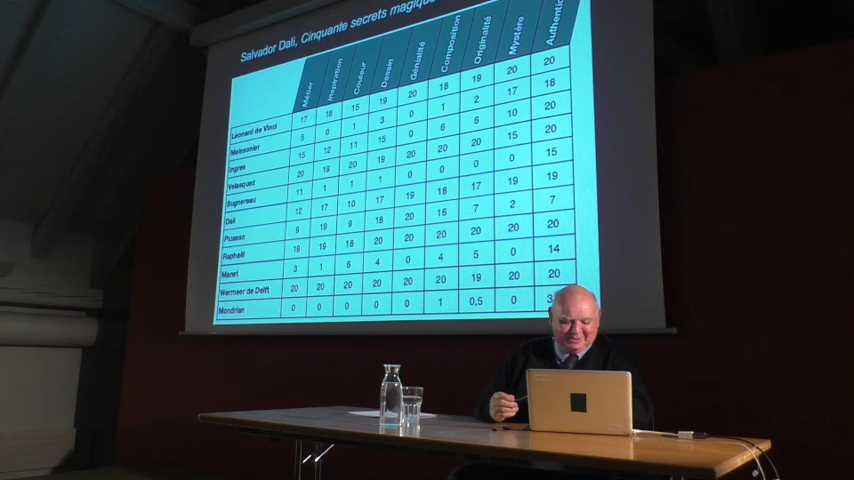 Salvador Dali, Cinquante secrets
Métier Inspiration Couleur Dessin Génialité Composition Originalité Mystère
Léonard de Vinci 17 18 15 19 20 18 19 20 20
Meissonier 5 0 1 3 0 1 2 17 18
Ingres 15 12 11 15 0 6 6 10 20
Velasquez 20 19 20 19 20 20 20 15 20
Bugnereau 11 1 1 1 0 0 0 0 15
Dali 12 17 10 17 19 18 17 19 19
Picasso 9 19 9 18 20 16 7 2 7
Raphaël 19 19 18 20 20 20 20 20 20
Manet 3 1 6 4 0 4 5 0 14
Wermeer de Delft 20 20 20 20 20 20 19 20 20
Mondrian 0 0 0 0 0 1 0,5 0